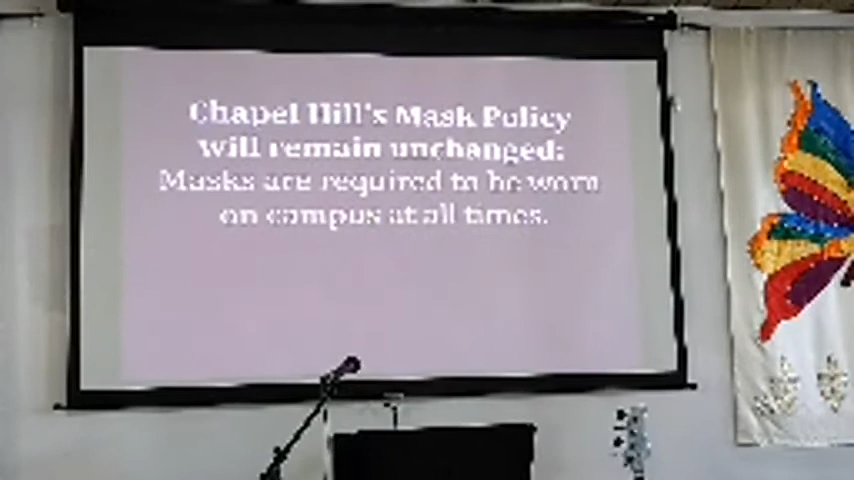 Chapel Hill's Mask Policy
will remain unchanged:
Masks are required to be worn
on campus at all times.